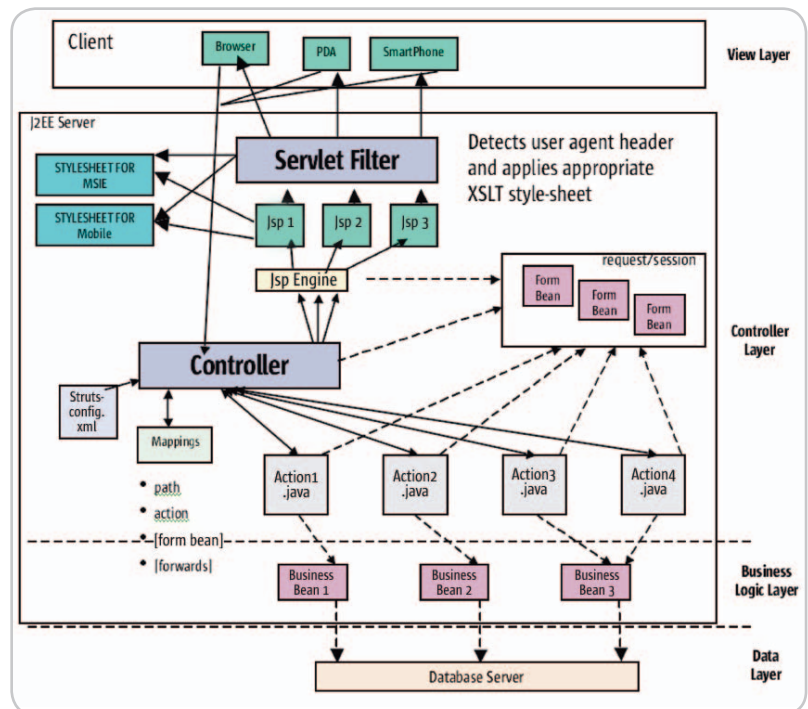 Client
Browser
PDA
SmartPhone
View Layer
J2EE Server
Servlet Filter
Detects user agent header
and applies appropriate
XSLT style-sheet
STYLESHEET FOR
MSIE
STYLESHEET FOR
Mobile
Jsp 1
Jsp 2
Jsp 3
Jsp Engine
request/session
Form
Bean
Form
Bean
Form
Bean
Controller
Layer
Controller
Struts-
config.
xml
Mappings
• path
• action
• [form bean]
• [forwards]
Action1
.java
Action2
.java
Action3
.java
Action4
.java
Business
Bean 1
Business
Bean 2
Business
Bean 3
Business
Logic Layer
Data
Layer
Database Server